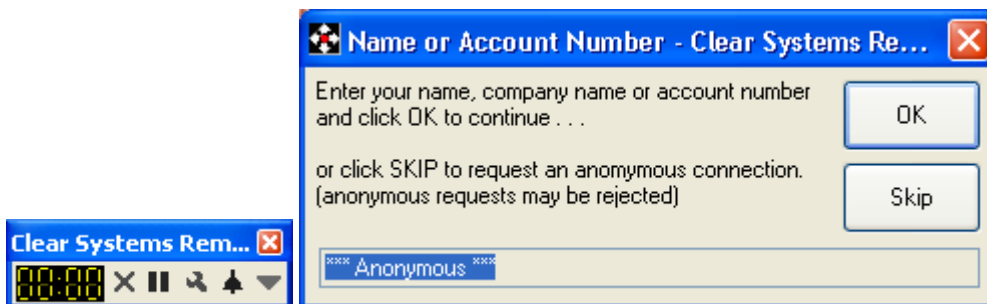 Name or Account Number - Clear Systems Re...
Enter your name, company name or account number
and click OK to continue . . .
OK
or click SKIP to request an anomymous connection.
(anonymous requests may be rejected)
Skip
*** Anonymous ***
Clear Systems Rem...
00:00